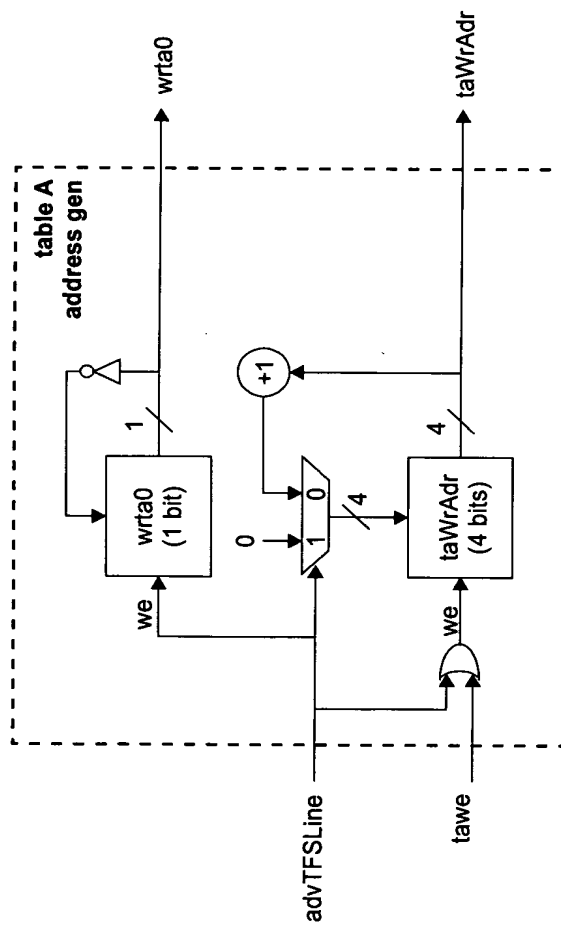 table A
address gen
wrta0
1
wrta0
(1 bit)
we
+1
0
1 0
4
taWrAdr
4
taWrAdr
(4 bits)
we
advTFSLine
tawe